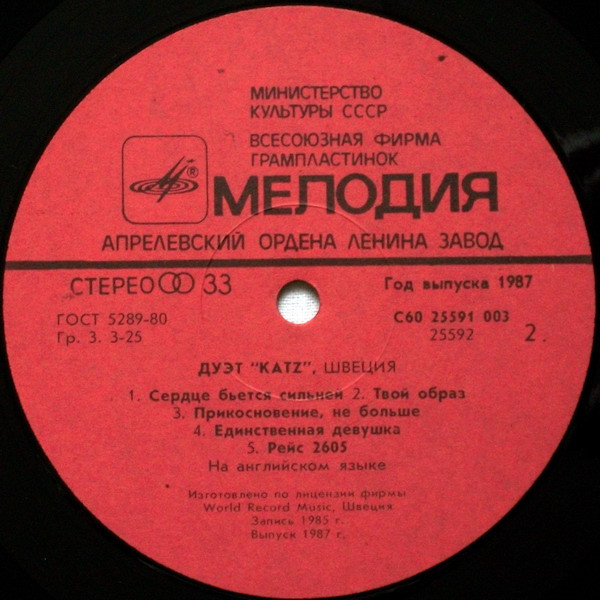 МИНИСТЕРСТВО
КУЛЬТУРЫ СССР
ВСЕСОЮЗНАЯ ФИРМА
ГРАМПЛАСТИНОК
®
МЕЛОДИЯ
АПРЕЛЕВСКИЙ ОРДЕНА ЛЕНИНА ЗАВОД
СТЕРЕО 33
Год выпуска 1987
ГОСТ 5289-80
Гр. 3. 3-25
С60 25591 003
25592
2.
ДУЭТ "KATZ", ШВЕЦИЯ
1. Сердце бьется сильней 2. Твой образ
3. Прикосновение, не больше
4. Единственная девушка
5. Рейс 2605
На английском языке
Изготовлено по лицензии фирмы
World Record Music, Швеция
Запись 1985 г.
Выпуск 1987 г.